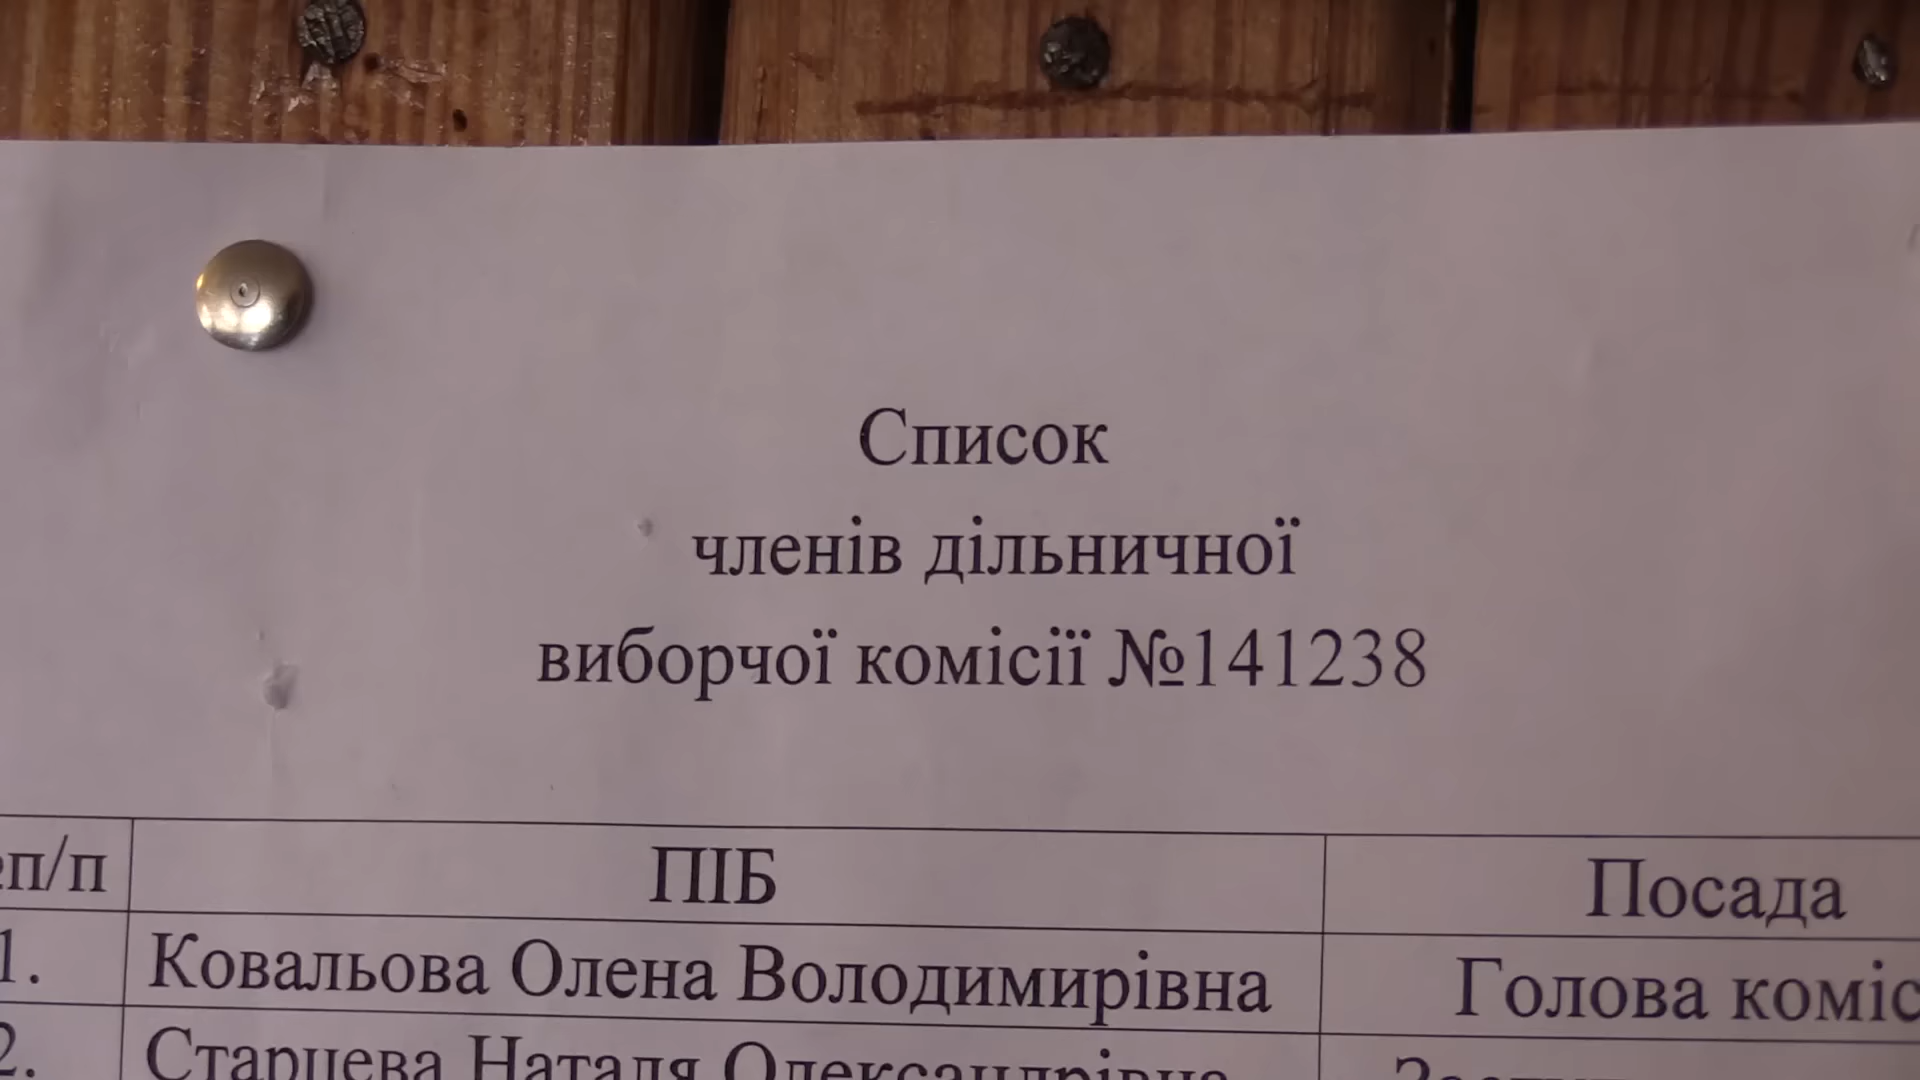 Список
членів дільничної
виборчої комісії №141238
п/п ПІБ Посада
1. Ковальова Олена Володимирівна Голова коміс
2. Старцева Наталя Олександрівна